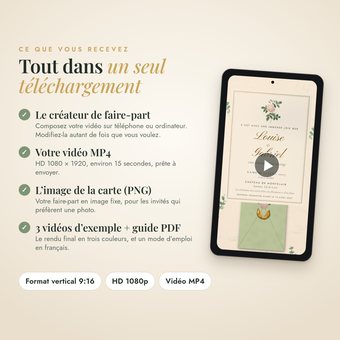 CE QUE VOUS RECEVEZ
Tout dans un seul
téléchargement
Le créateur de faire-part
Composez votre vidéo sur téléphone ou ordinateur.
Modifiez-la autant de fois que vous voulez.
Votre vidéo MP4
HD 1080 × 1920, environ 15 secondes, prête à
envoyer.
L'image de la carte (PNG)
Votre faire-part en image fixe, pour les invités qui
préfèrent une photo.
3 vidéos d'exemple + guide PDF
Le rendu final en trois couleurs, et un mode d'emploi
en français.
Format vertical 9:16
HD 1080p
Vidéo MP4
Louise
Gabriel